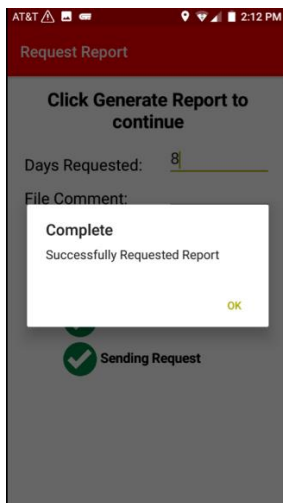 AT&T 2:12 PM
Request Report
Click Generate Report to
continue
Days Requested: 8
File Comment:
Complete
Successfully Requested Report
OK
Sending Request